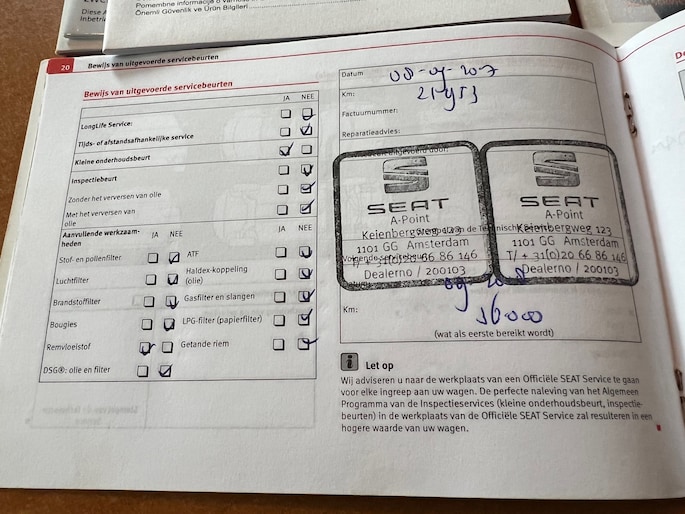 Pomembne informacije o varnosti
Önemli Güvenlik ve Ürün Bilgileri
Diese A
Inbetri
20 Bewijs van uitgevoerde servicebeurten
Bewijs van uitgevoerde servicebeurten
JA NEE
LongLife Service:
Tijds- of afstandsafhankelijke service
Kleine onderhoudsbeurt
Inspectiebeurt
Zonder het verversen van olie
Met het verversen van
olie
Aanvullende werkzaam-
heden
JA NEE
JA NEE
Stof- en pollenfilter
ATF
Luchtfilter
Haldex-koppeling
(olie)
Brandstoffilter
Gasfilter en slangen
Bougies
LPG-filter (papierfilter)
Remvloeistof
Getande riem
DSG®: olie en filter
Datum
Km:
Factuurnummer:
Reparatieadvies:
SEAT
A-Point
Keienbergweg 123
1101 GG Amsterdam
T/ + 31(0)20 66 86 146
Dealerno / 200103
SEAT
A-Point
Keienbergweg 123
1101 GG Amsterdam
T/ + 31(0)20 66 86 146
Dealerno / 200103
Km:
(wat als eerste bereikt wordt)
i Let op
Wij adviseren u naar de werkplaats van een Officiële SEAT Service te gaan
voor elke ingreep aan uw wagen. De perfecte naleving van het Algemeen
Programma van de Inspectieservices (kleine onderhoudsbeurt, inspectie-
beurten) in de werkplaats van de Officiële SEAT Service zal resulteren in een
hogere waarde van uw wagen.